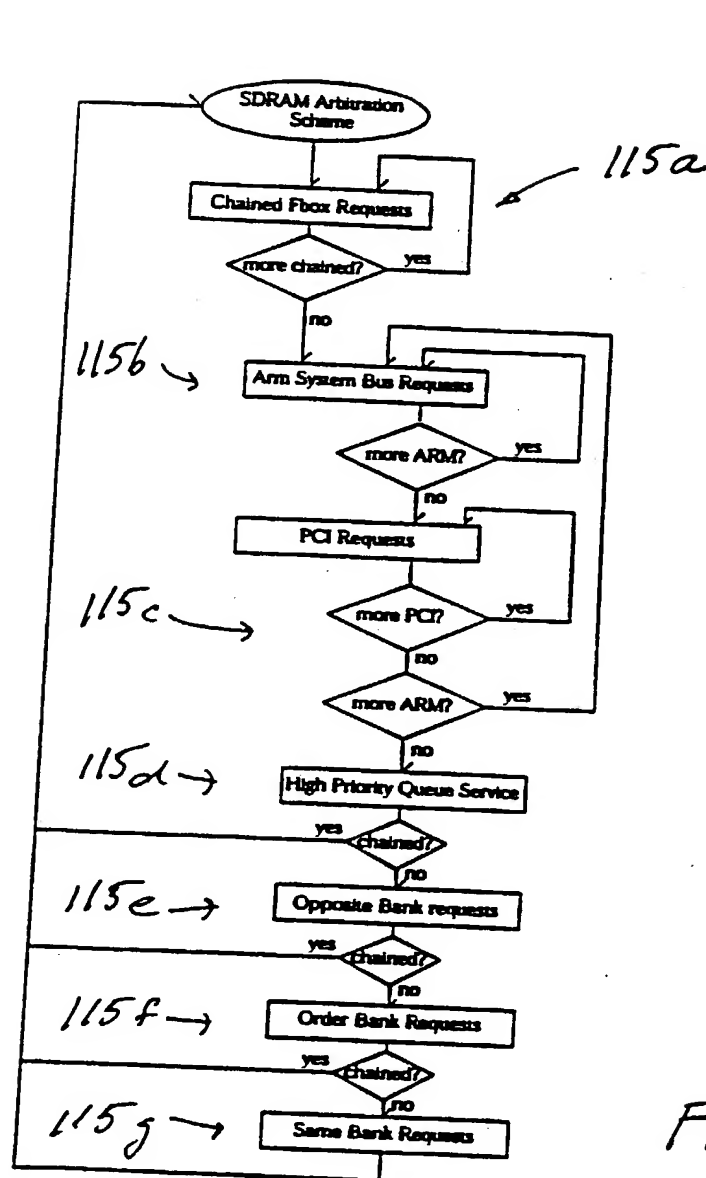 SDRAM Arbitration
Scheme
115a
Chained Fbox Requests
more chained?
yes
no
115b
Arm System Bus Requests
more ARM?
yes
no
PCI Requests
115c
more PCI?
yes
no
more ARM?
yes
no
115d
High Priority Queue Service
yes
chained?
no
115e
Opposite Bank requests
yes
chained?
no
115f
Order Bank Requests
yes
chained?
no
115g
Same Bank Requests